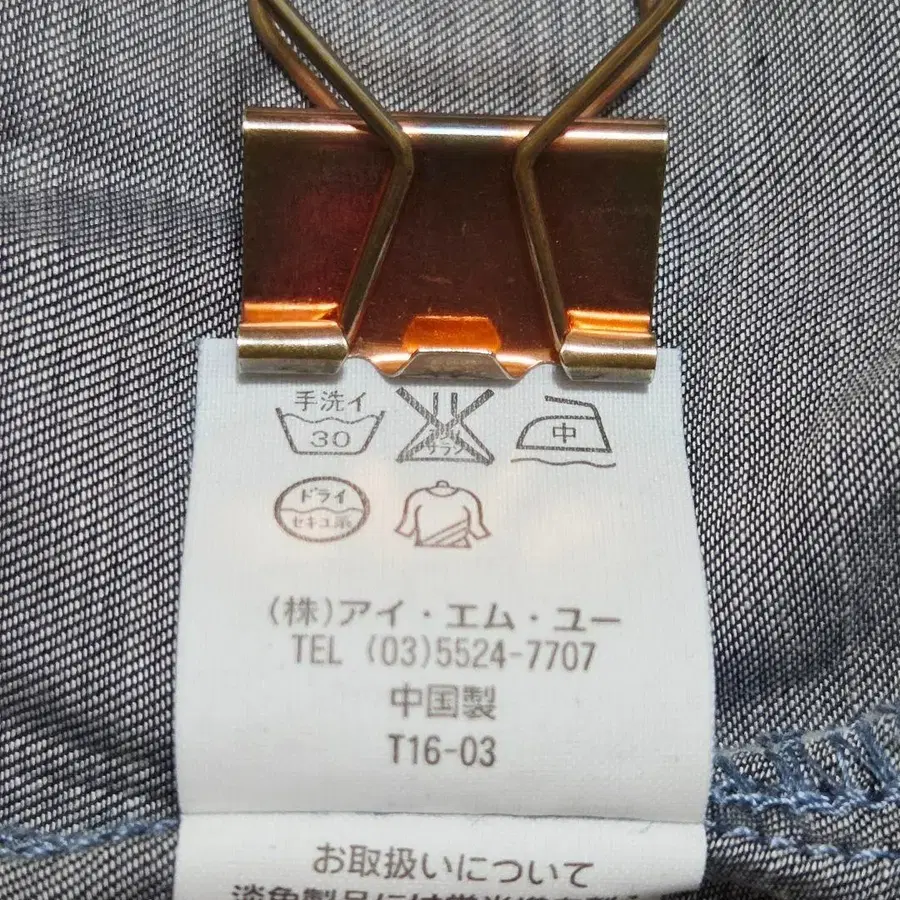 手洗イ
30
中
ドライ
セキユ系
(株)アイ・エム・ユー
TEL (03)5524-7707
中国製
T16-03
お取扱いについて